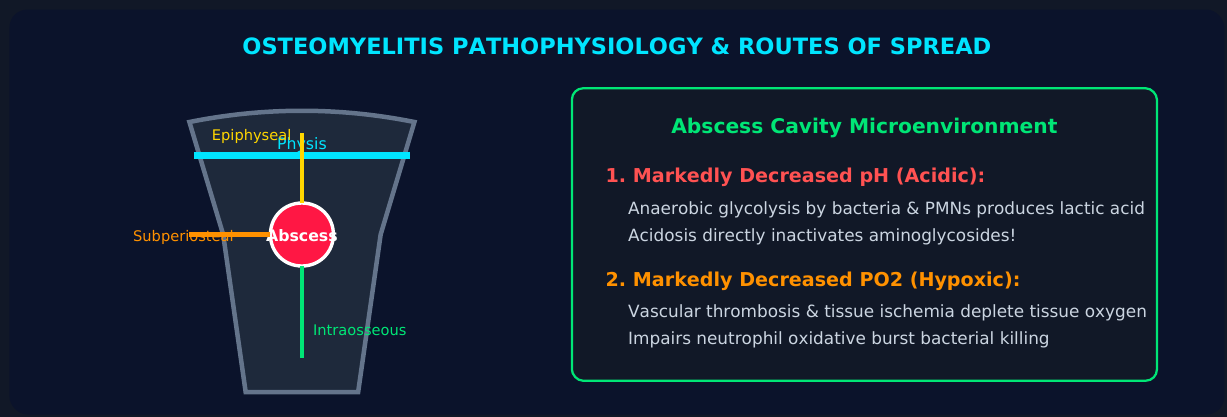 OSTEOMYELITIS PATHOPHYSIOLOGY & ROUTES OF SPREAD
Epiphyseal
Physis
Subperiosteal
Abscess
Intraosseous
Abscess Cavity Microenvironment
1. Markedly Decreased pH (Acidic):
Anaerobic glycolysis by bacteria & PMNs produces lactic acid
Acidosis directly inactivates aminoglycosides!
2. Markedly Decreased PO2 (Hypoxic):
Vascular thrombosis & tissue ischemia deplete tissue oxygen
Impairs neutrophil oxidative burst bacterial killing